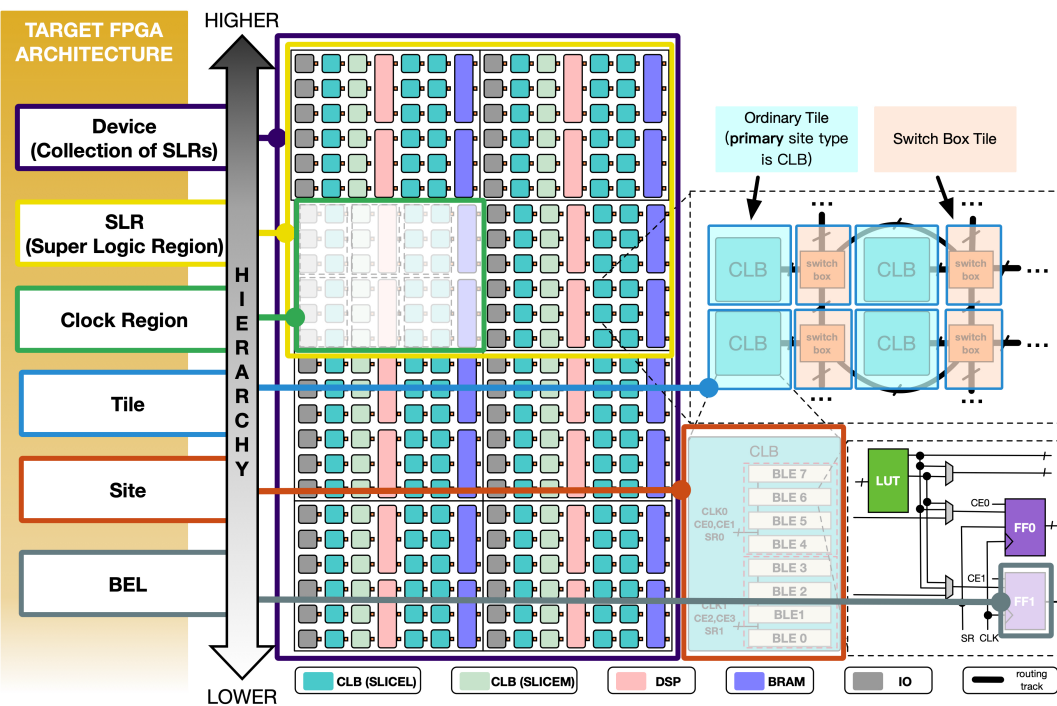 TARGET FPGA
ARCHITECTURE
HIGHER
HIERARCHY
LOWER
Device
(Collection of SLRs)
SLR
(Super Logic Region)
Clock Region
Tile
Site
BEL
Ordinary Tile
(primary site type
is CLB)
Switch Box Tile
...
...
CLB
switch
box
CLB
switch
box
...
CLB
switch
box
CLB
switch
box
...
...
...
CLB
BLE 7
BLE 6
BLE 5
BLE 4
BLE 3
BLE 2
BLE1
BLE 0
CLK0
CE0,CE1
SR0
CLK1
CE2,CE3
SR1
LUT
CE0
FF0
CE1
FF1
SR
CLK
CLB (SLICEL)
CLB (SLICEM)
DSP
BRAM
IO
routing
track